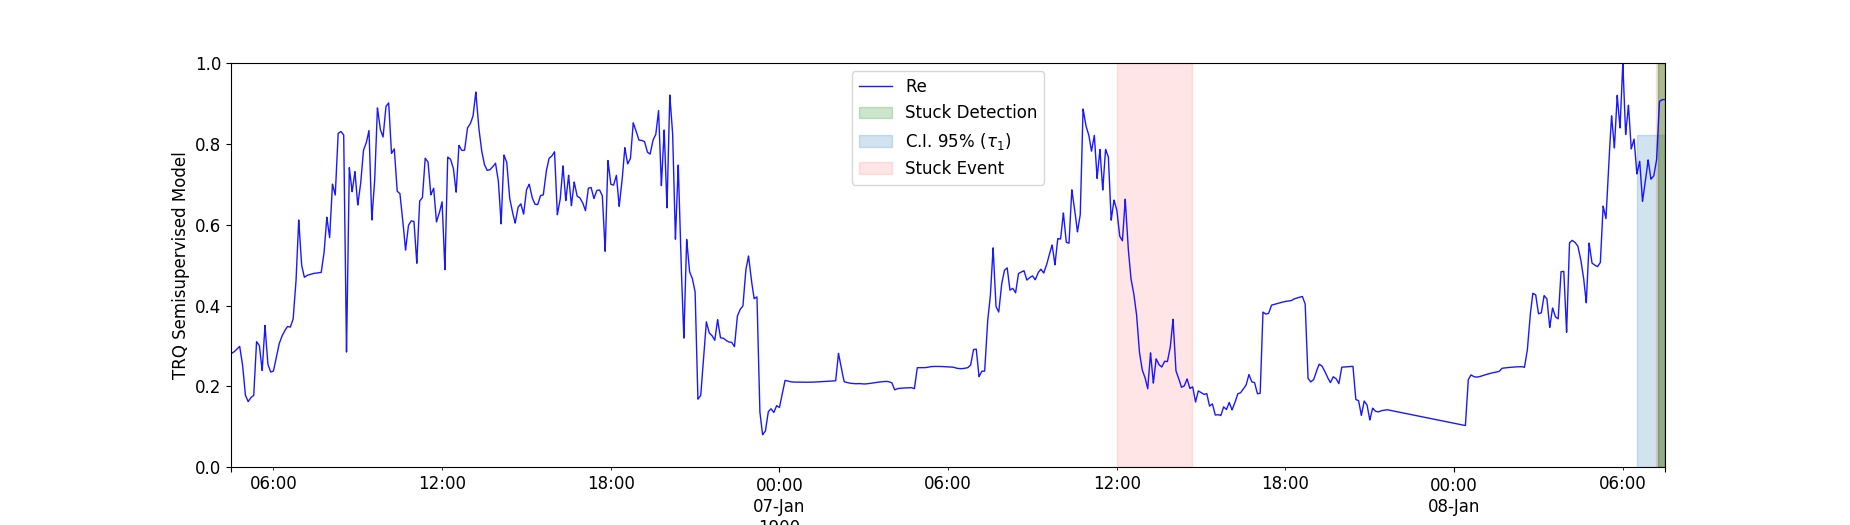 TRQ Semisupervised Model
1.0
0.8
0.6
0.4
0.2
0.0
Re
Stuck Detection
C.I. 95% (τ₁)
Stuck Event
06:00 12:00 18:00 00:00 06:00 12:00 18:00 00:00 06:00
07-Jan 08-Jan
1900